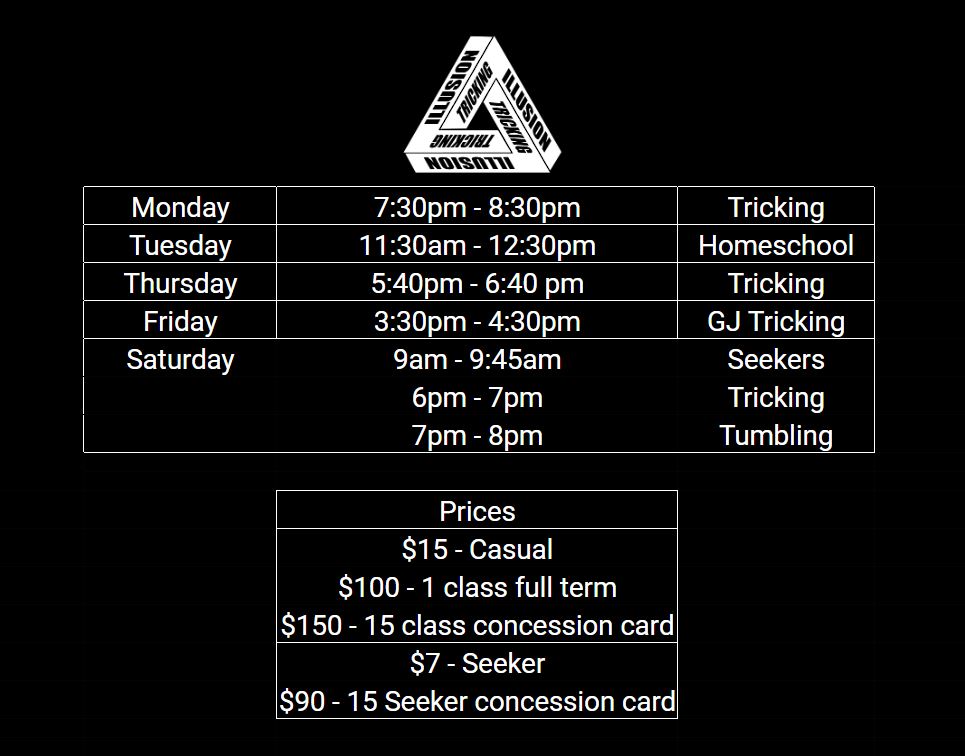 ILLUSION
TRICKING
ILLUSION
TRICKING
TRICKING
ILLUSION
Monday 7:30pm - 8:30pm Tricking
Tuesday 11:30am - 12:30pm Homeschool
Thursday 5:40pm - 6:40 pm Tricking
Friday 3:30pm - 4:30pm GJ Tricking
Saturday 9am - 9:45am Seekers
6pm - 7pm Tricking
7pm - 8pm Tumbling
Prices
$15 - Casual
$100 - 1 class full term
$150 - 15 class concession card
$7 - Seeker
$90 - 15 Seeker concession card